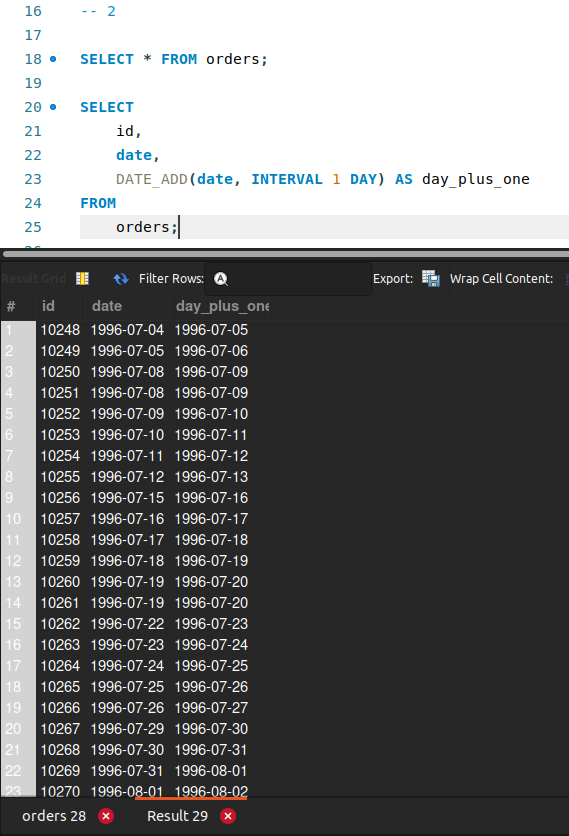 16 -- 2
17
18 SELECT * FROM orders;
19
20 SELECT
21 id,
22 date,
23 DATE_ADD(date, INTERVAL 1 DAY) AS day_plus_one
24 FROM
25 orders;
Result Grid Filter Rows: Export: Wrap Cell Content:
# id date day_plus_one
1 10248 1996-07-04 1996-07-05
2 10249 1996-07-05 1996-07-06
3 10250 1996-07-08 1996-07-09
4 10251 1996-07-08 1996-07-09
5 10252 1996-07-09 1996-07-10
6 10253 1996-07-10 1996-07-11
7 10254 1996-07-11 1996-07-12
8 10255 1996-07-12 1996-07-13
9 10256 1996-07-15 1996-07-16
10 10257 1996-07-16 1996-07-17
11 10258 1996-07-17 1996-07-18
12 10259 1996-07-18 1996-07-19
13 10260 1996-07-19 1996-07-20
14 10261 1996-07-19 1996-07-20
15 10262 1996-07-22 1996-07-23
16 10263 1996-07-23 1996-07-24
17 10264 1996-07-24 1996-07-25
18 10265 1996-07-25 1996-07-26
19 10266 1996-07-26 1996-07-27
20 10267 1996-07-29 1996-07-30
21 10268 1996-07-30 1996-07-31
22 10269 1996-07-31 1996-08-01
23 10270 1996-08-01 1996-08-02
orders 28 Result 29